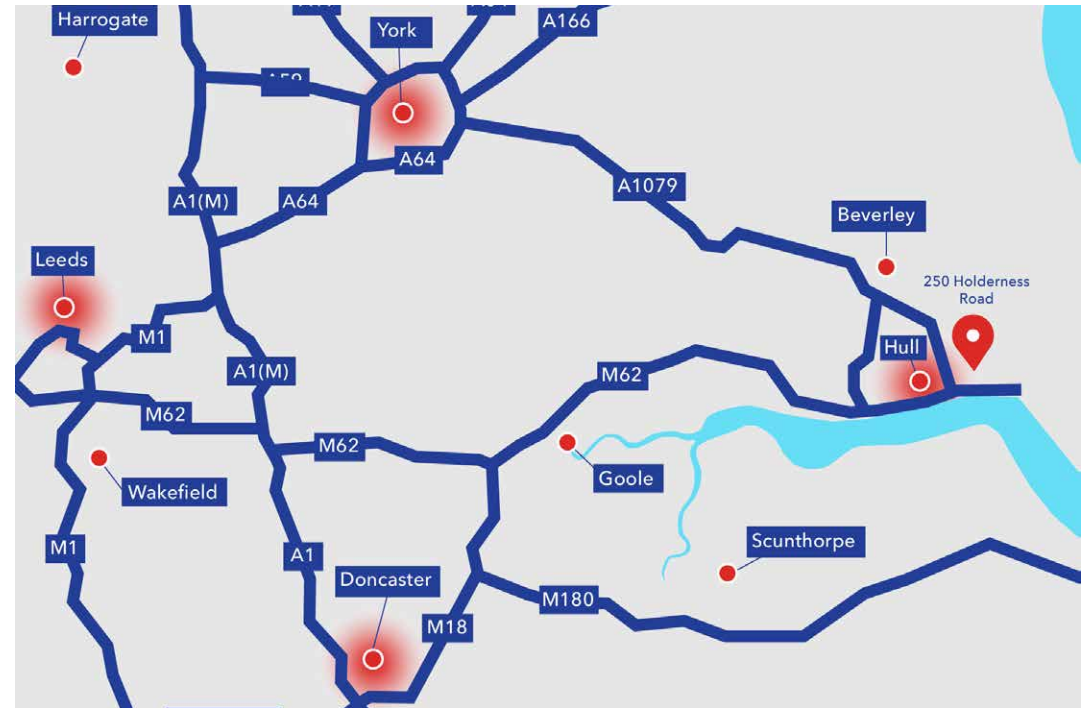 Harrogate
York
A166
A64
A1(M)
A64
A1079
Beverley
Leeds
250 Holderness
Road
M1
Hull
A1(M)
M62
M62
M62
Goole
Wakefield
M1
A1
Scunthorpe
Doncaster
M180
M18